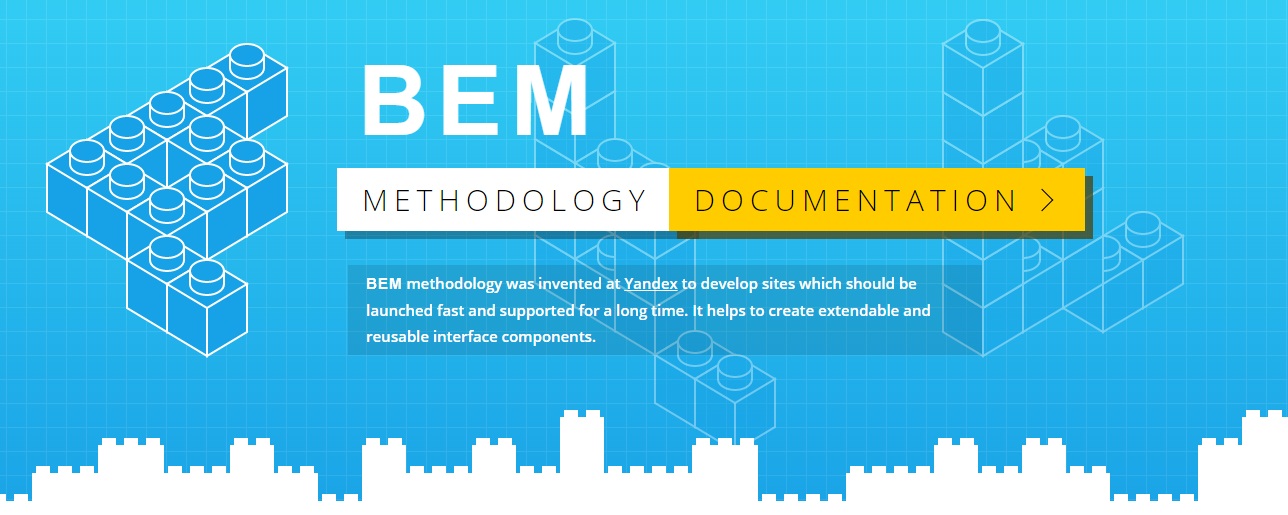 BEM
METHODOLOGY DOCUMENTATION >
BEM methodology was invented at Yandex to develop sites which should be
launched fast and supported for a long time. It helps to create extendable and
reusable interface components.